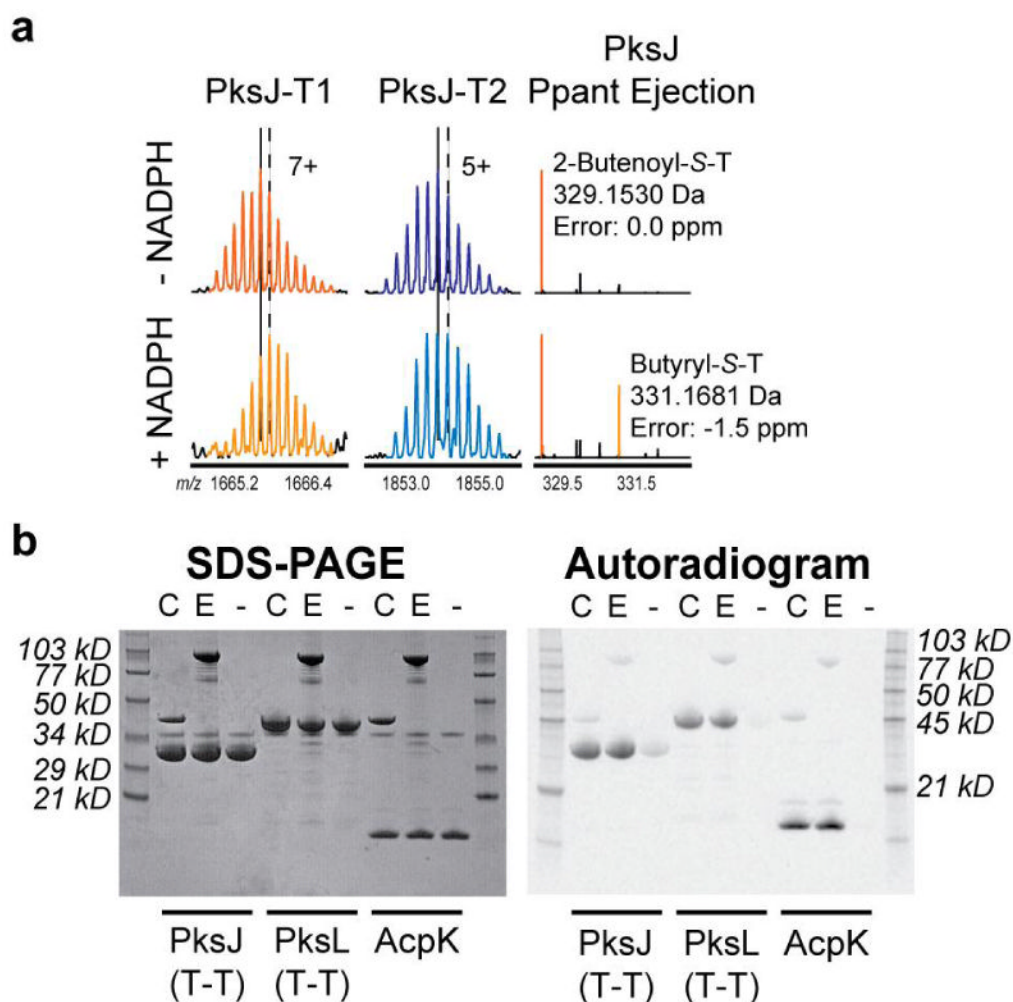 a
PksJ-T1
PksJ-T2
PksJ
Ppant Ejection
- NADPH
7+
5+
2-Butenoyl-S-T
329.1530 Da
Error: 0.0 ppm
+ NADPH
Butyryl-S-T
331.1681 Da
Error: -1.5 ppm
m/z 1665.2 1666.4 1853.0 1855.0 329.5 331.5
b
SDS-PAGE
C E - C E - C E -
103 kD
77 kD
50 kD
34 kD
29 kD
21 kD
PksJ
(T-T)
PksL
(T-T)
AcpK
Autoradiogram
C E - C E - C E -
103 kD
77 kD
50 kD
45 kD
21 kD
PksJ
(T-T)
PksL
(T-T)
AcpK